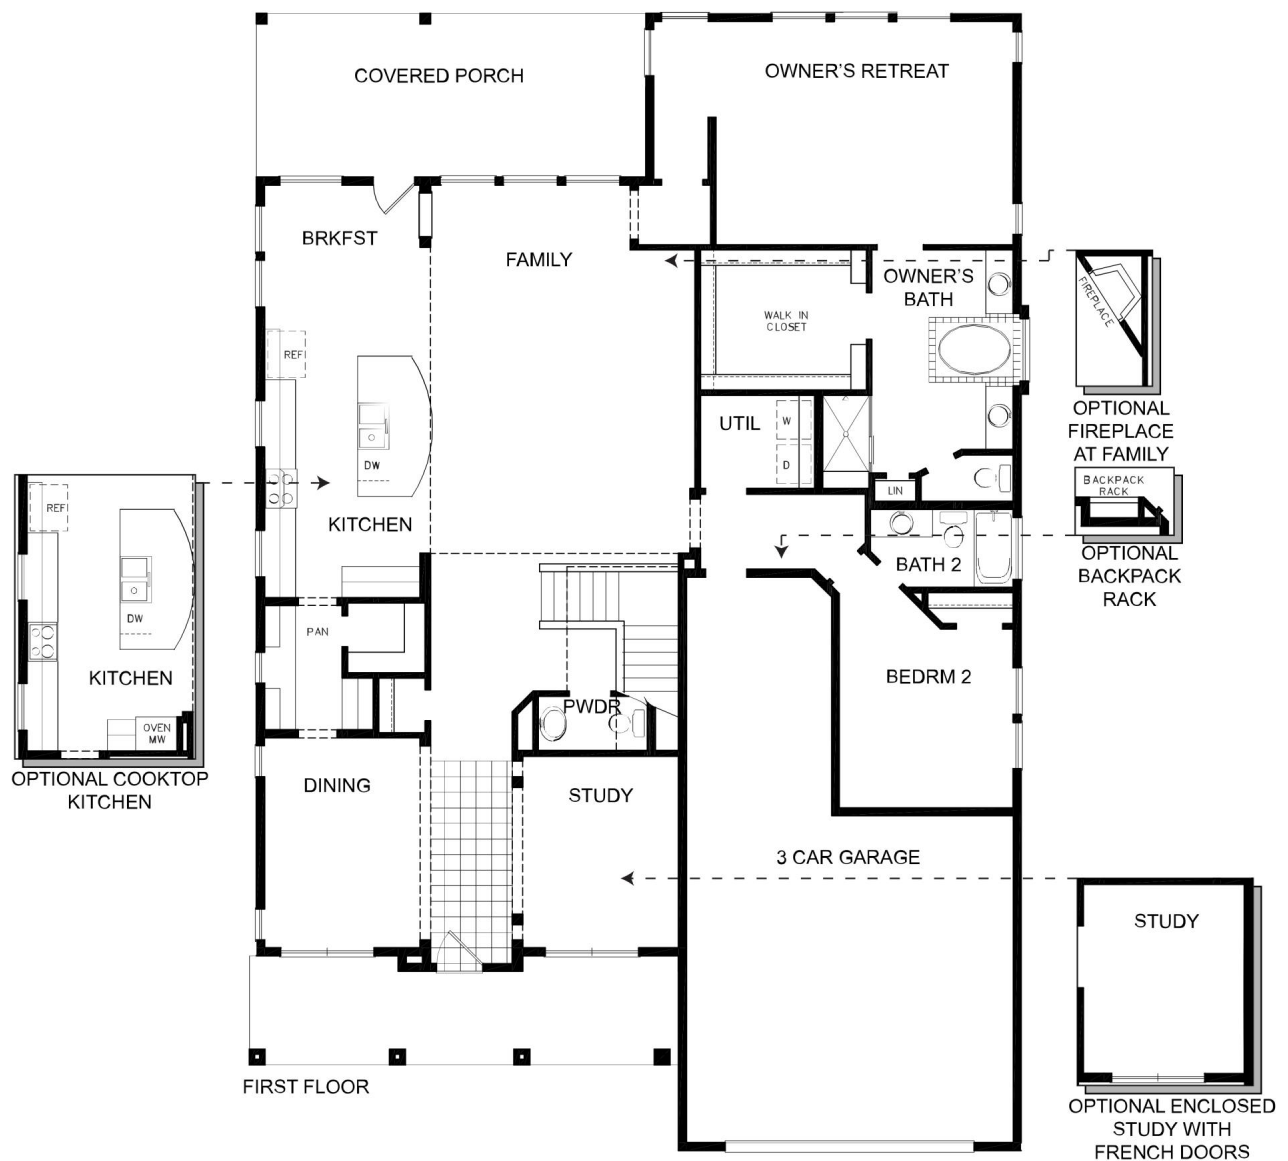 COVERED PORCH
OWNER'S RETREAT
BRKFST
FAMILY
OWNER'S
BATH
WALK IN
CLOSET
FIREPLACE
REF
OPTIONAL
FIREPLACE
AT FAMILY
UTIL
W
D
DW
KITCHEN
LIN
BACKPACK
RACK
OPTIONAL
BACKPACK
RACK
BATH 2
REF
DW
KITCHEN
OVEN
MW
OPTIONAL COOKTOP
KITCHEN
PAN
BEDRM 2
PWDR
DINING
STUDY
3 CAR GARAGE
STUDY
FIRST FLOOR
OPTIONAL ENCLOSED
STUDY WITH
FRENCH DOORS